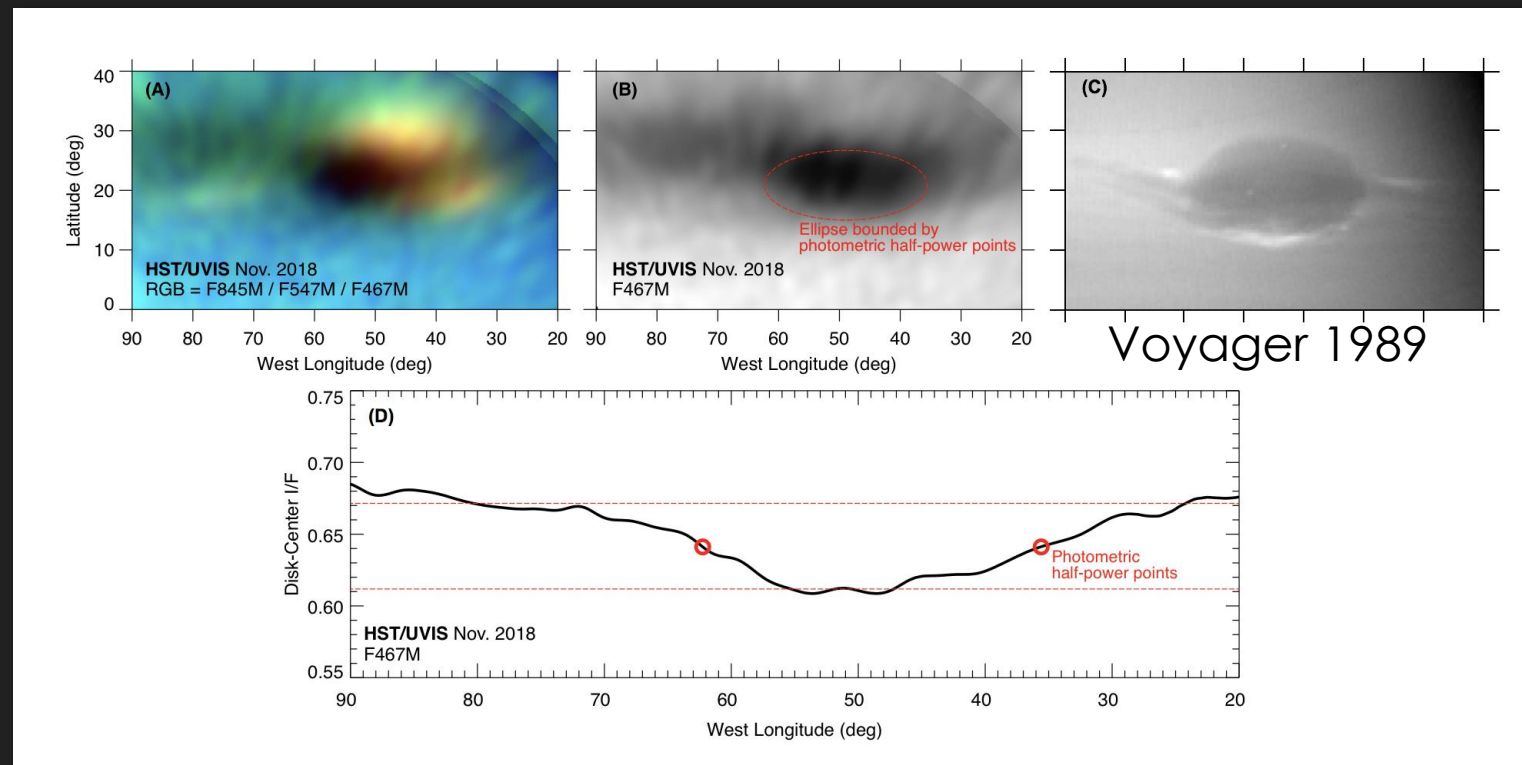 (A)
HST/UVIS Nov. 2018
RGB = F845M / F547M / F467M
40
30
20
10
0
Latitude (deg)
90 80 70 60 50 40 30 20
West Longitude (deg)
(B)
Ellipse bounded by
photometric half-power points
HST/UVIS Nov. 2018
F467M
90 80 70 60 50 40 30 20
West Longitude (deg)
(C)
Voyager 1989
(D)
0.75
0.70
0.65
0.60
0.55
Disk-Center I/F
Photometric
half-power points
HST/UVIS Nov. 2018
F467M
90 80 70 60 50 40 30 20
West Longitude (deg)